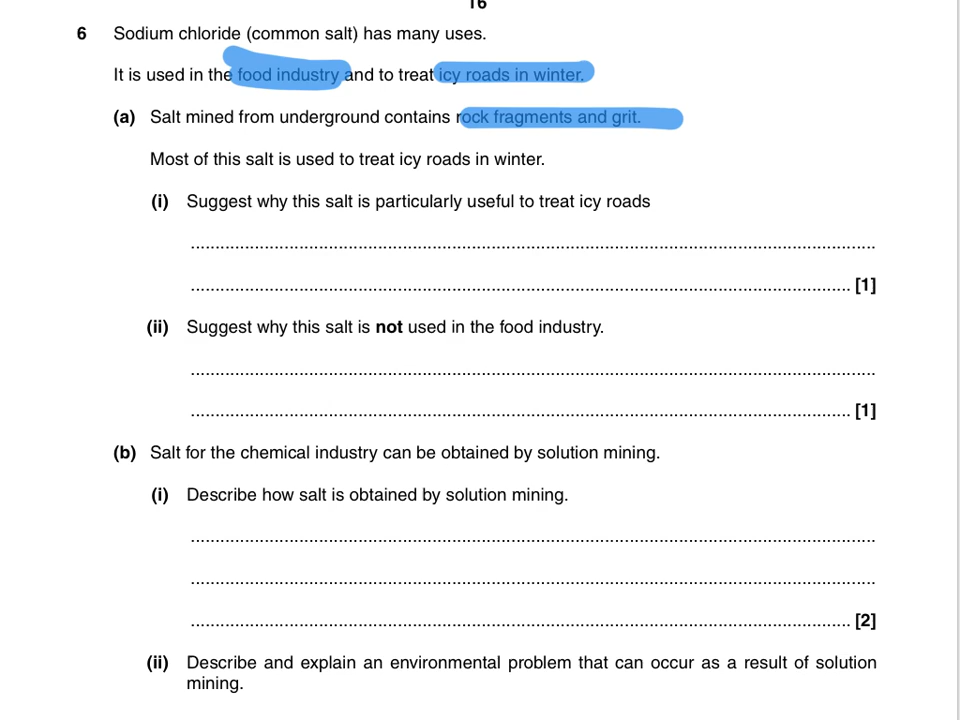 16
6 Sodium chloride (common salt) has many uses.
It is used in the food industry and to treat icy roads in winter.
(a) Salt mined from underground contains rock fragments and grit.
Most of this salt is used to treat icy roads in winter.
(i) Suggest why this salt is particularly useful to treat icy roads
[1]
(ii) Suggest why this salt is not used in the food industry.
[1]
(b) Salt for the chemical industry can be obtained by solution mining.
(i) Describe how salt is obtained by solution mining.
[2]
(ii) Describe and explain an environmental problem that can occur as a result of solution
mining.